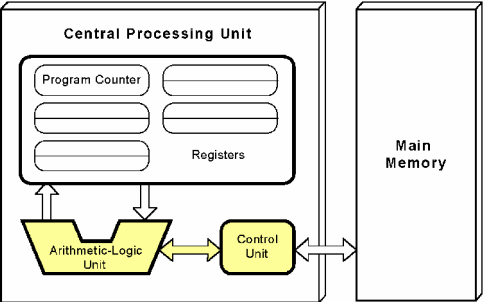 Central Processing Unit
Program Counter
Registers
Main
Memory
Arithmetic-Logic
Unit
Control
Unit